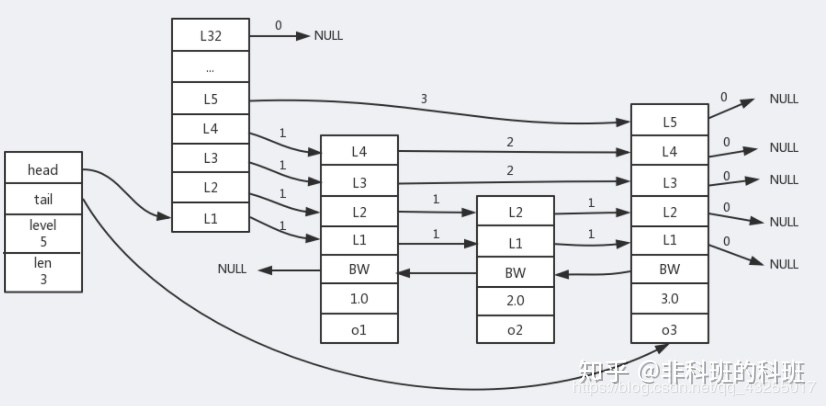 0
L32
NULL
...
L5
3
0
NULL
L5
L4
1
L4
2
L4
0
NULL
L3
1
L3
2
L3
0
NULL
head
L2
1
L2
1
L2
1
L2
0
NULL
tail
L1
1
L1
1
L1
1
L1
0
NULL
level
5
len
3
NULL
BW
BW
BW
1.0
2.0
3.0
o1
o2
o3
知乎 @非科班的科班
https://blog.csdn.net/qq_43255017